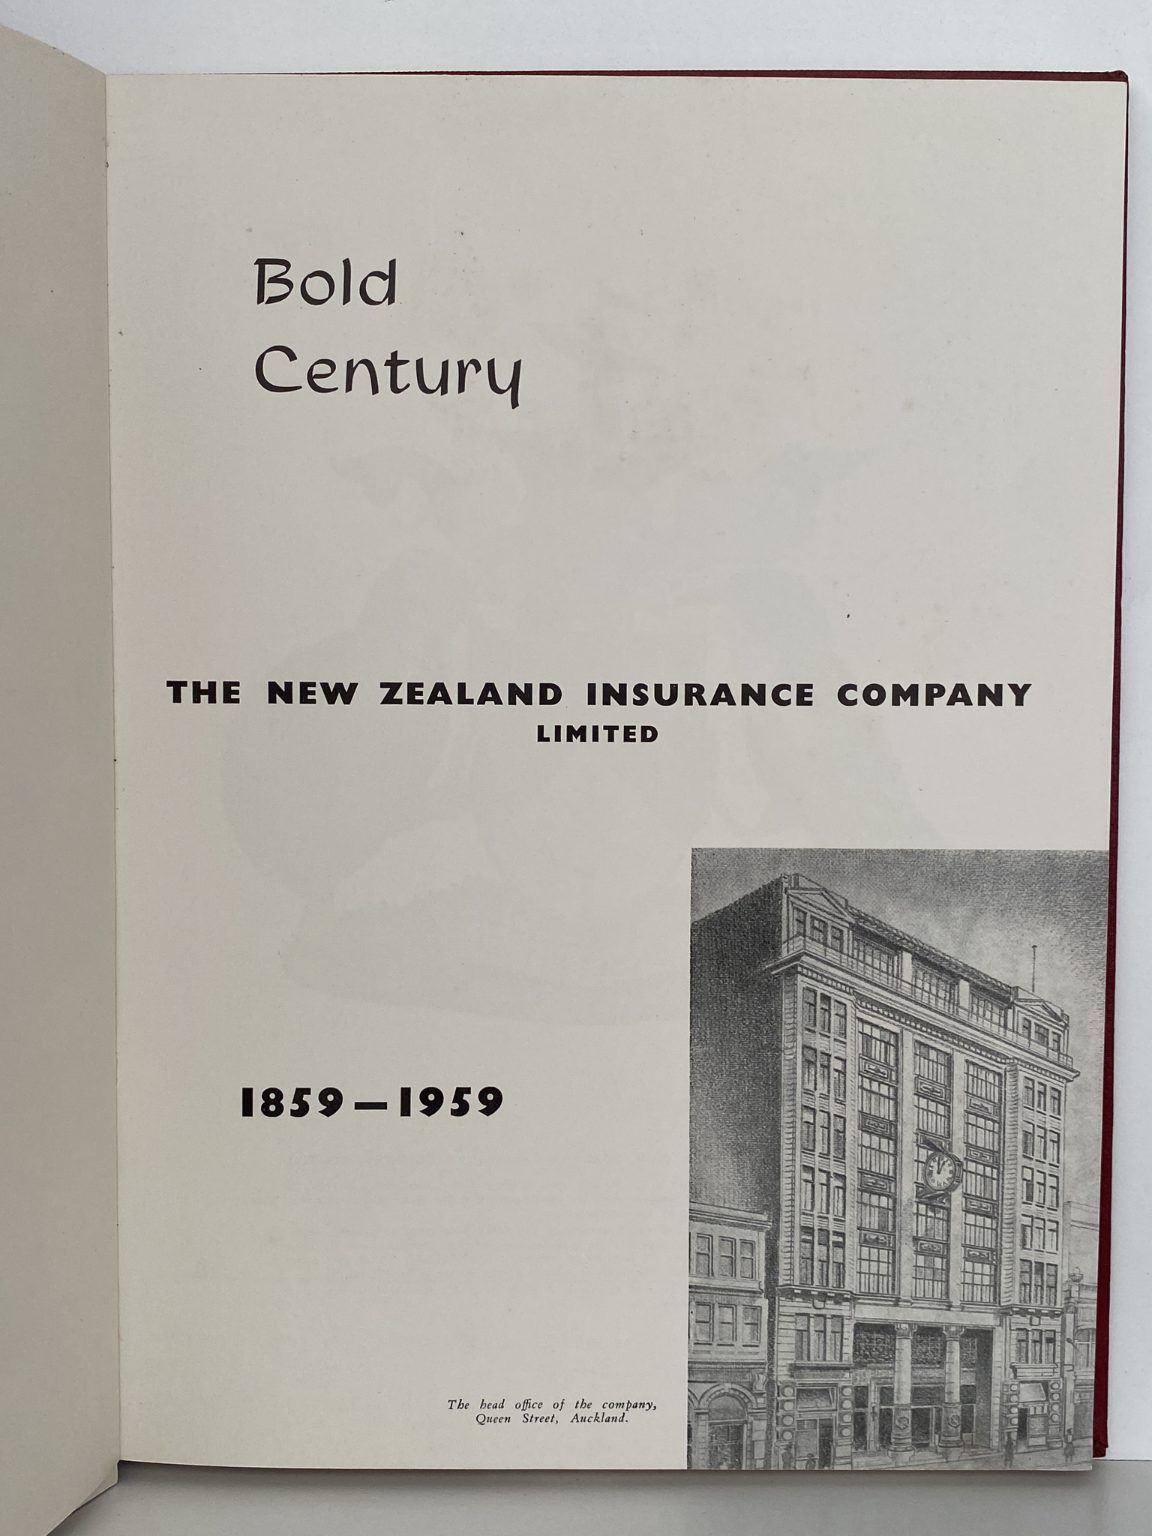 Bold
Century
THE NEW ZEALAND INSURANCE COMPANY
LIMITED
1859—1959
The head office of the company,
Queen Street, Auckland.